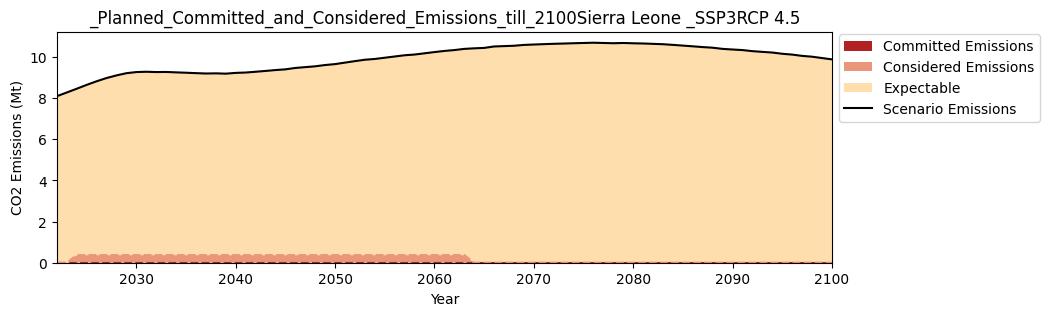 _Planned_Committed_and_Considered_Emissions_till_2100Sierra Leone _SSP3RCP 4.5
CO2 Emissions (Mt)
10
8
6
4
2
0
2030 2040 2050 2060 2070 2080 2090 2100
Year
Committed Emissions
Considered Emissions
Expectable
Scenario Emissions